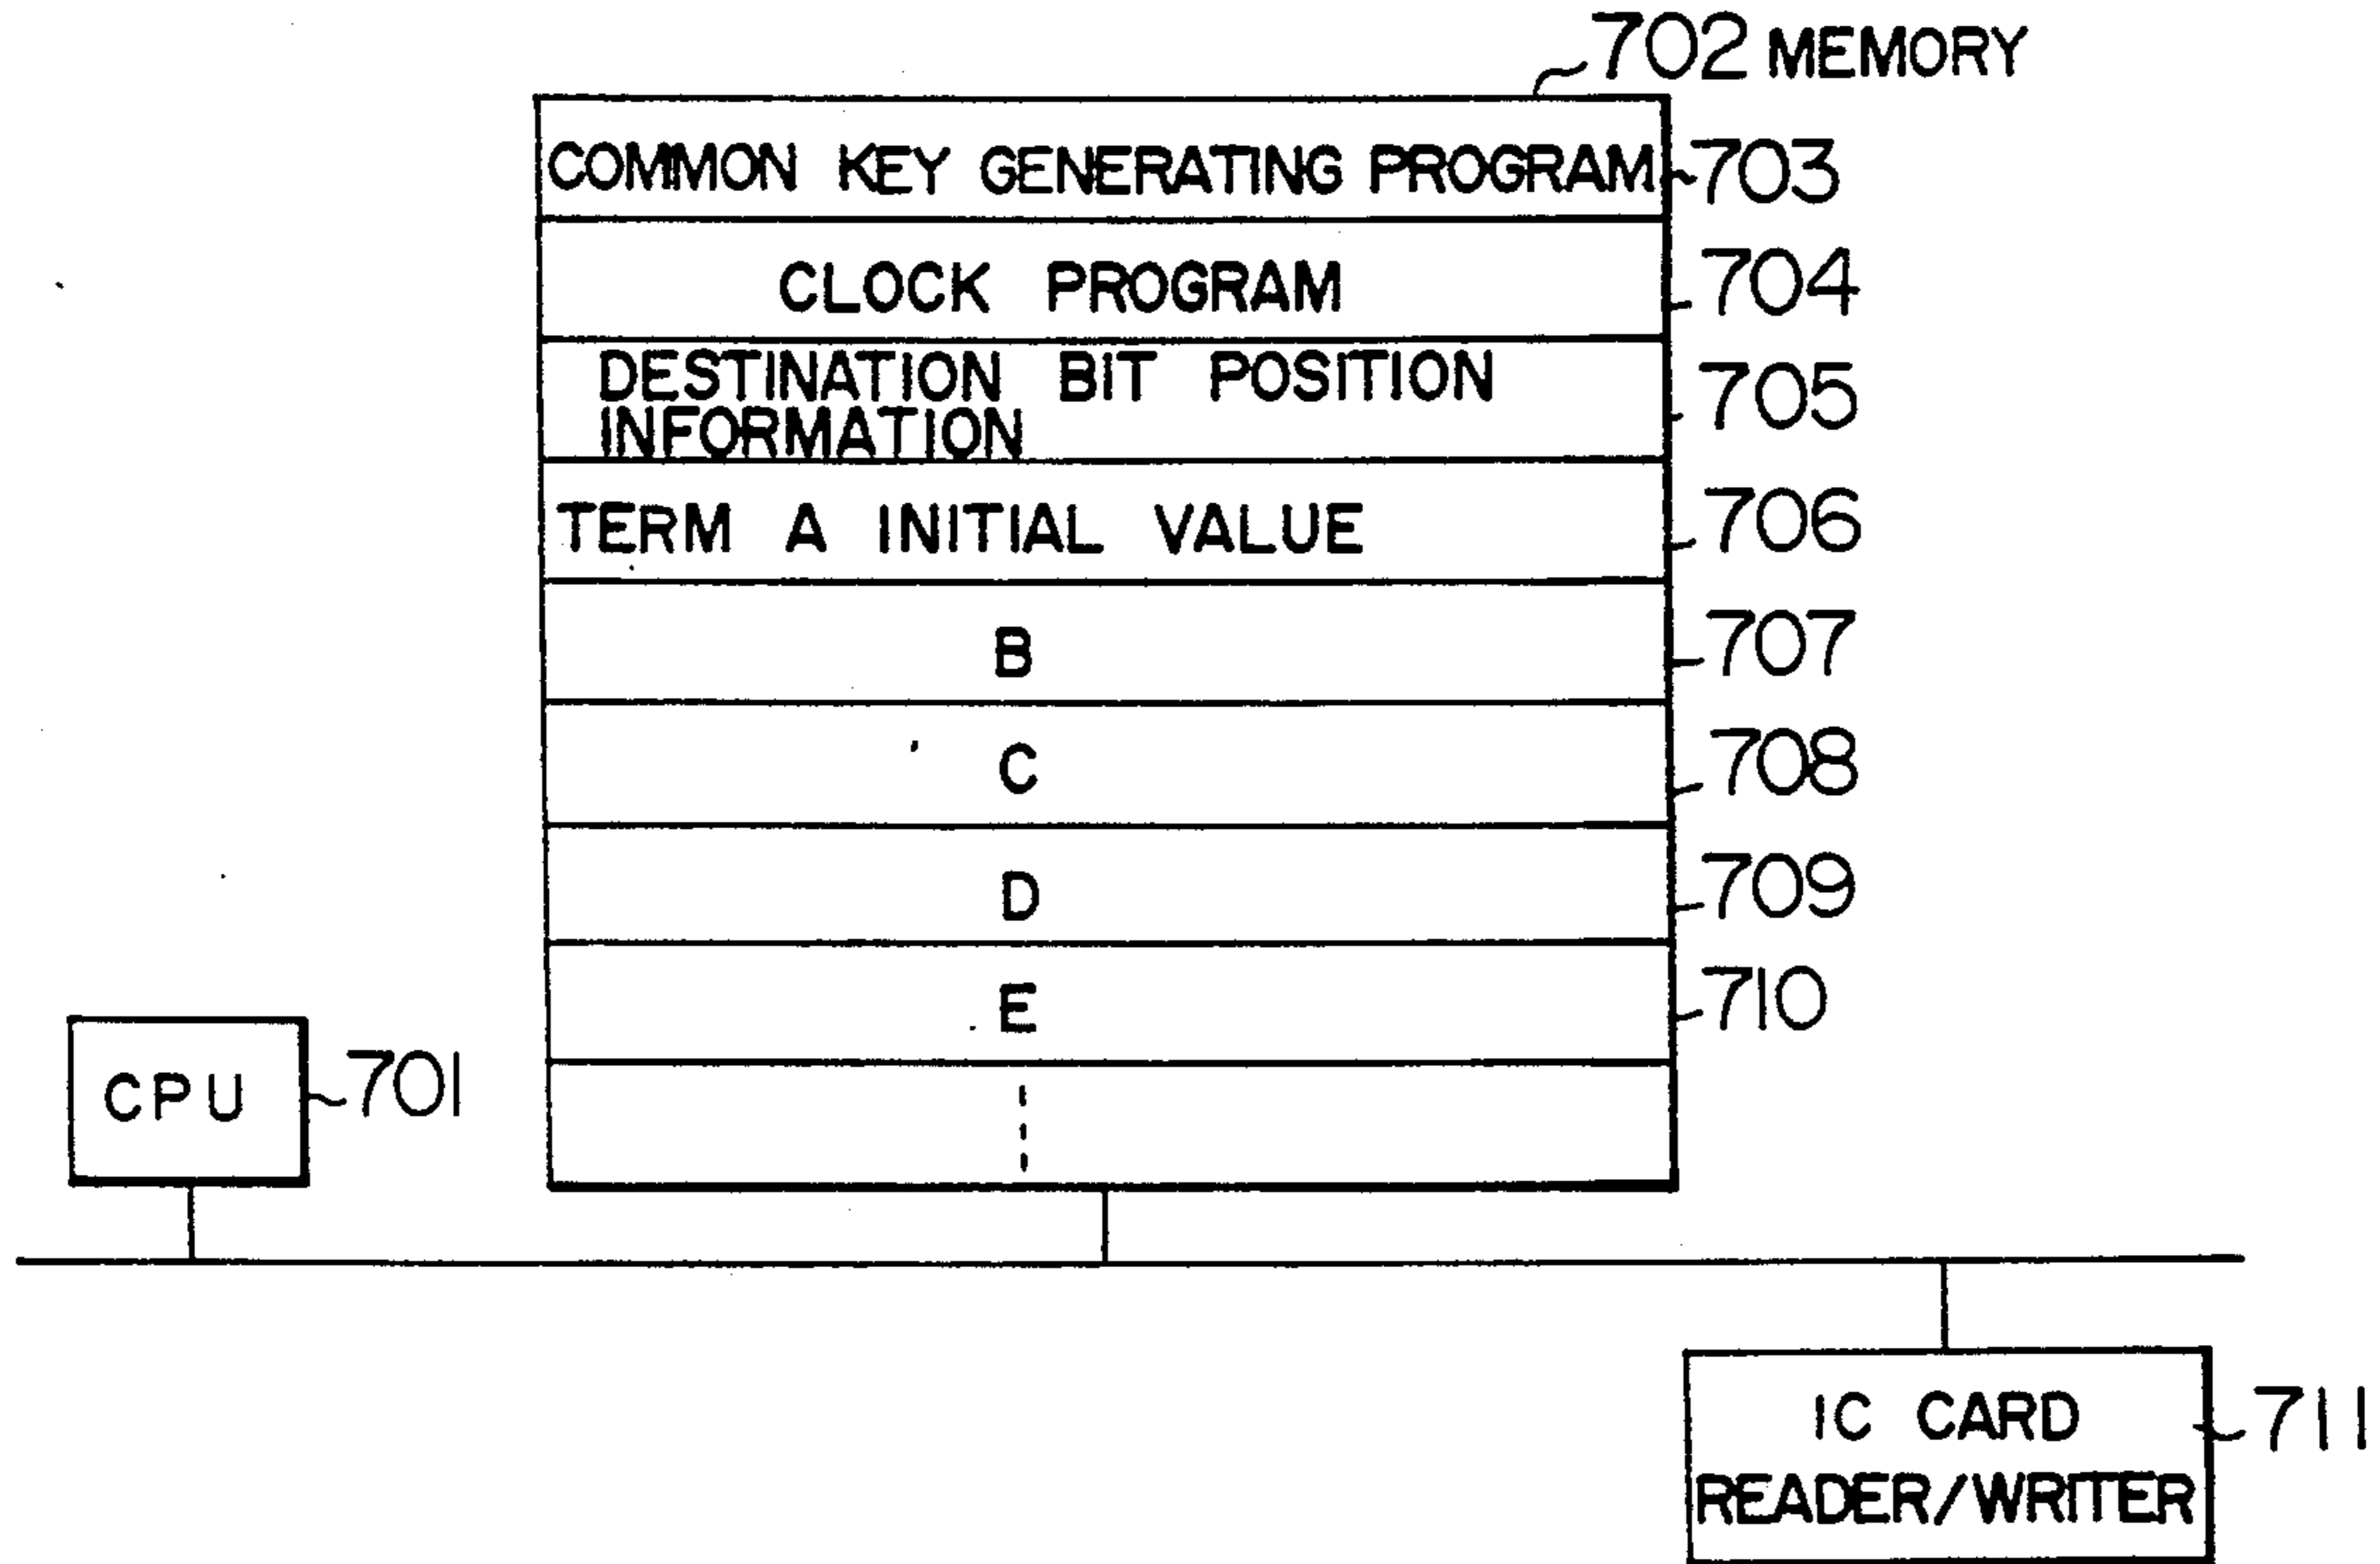 702 MEMORY
COMMON KEY GENERATING PROGRAM 703
CLOCK PROGRAM 704
DESTINATION BIT POSITION
INFORMATION 705
TERM A INITIAL VALUE 706
B 707
C 708
D 709
E 710
CPU 701
IC CARD 711
READER/WRITER